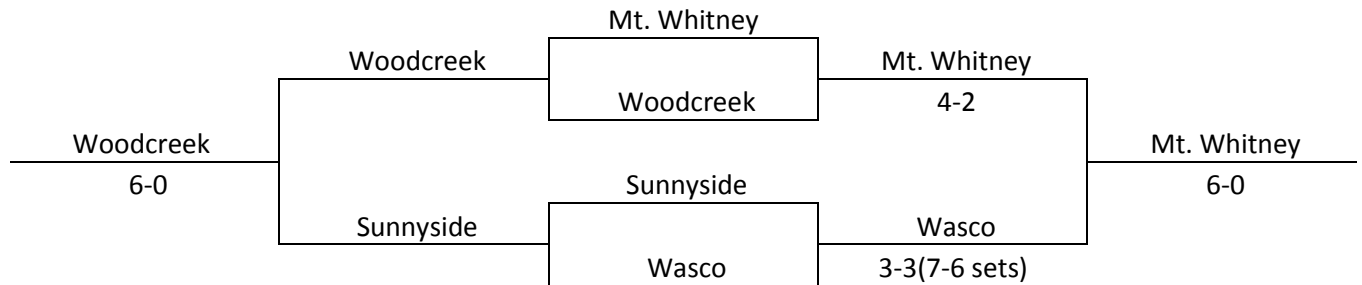 Mt. Whitney
Woodcreek Mt. Whitney
Woodcreek 4-2
Woodcreek Mt. Whitney
6-0 Sunnyside 6-0
Sunnyside Wasco
Wasco 3-3(7-6 sets)